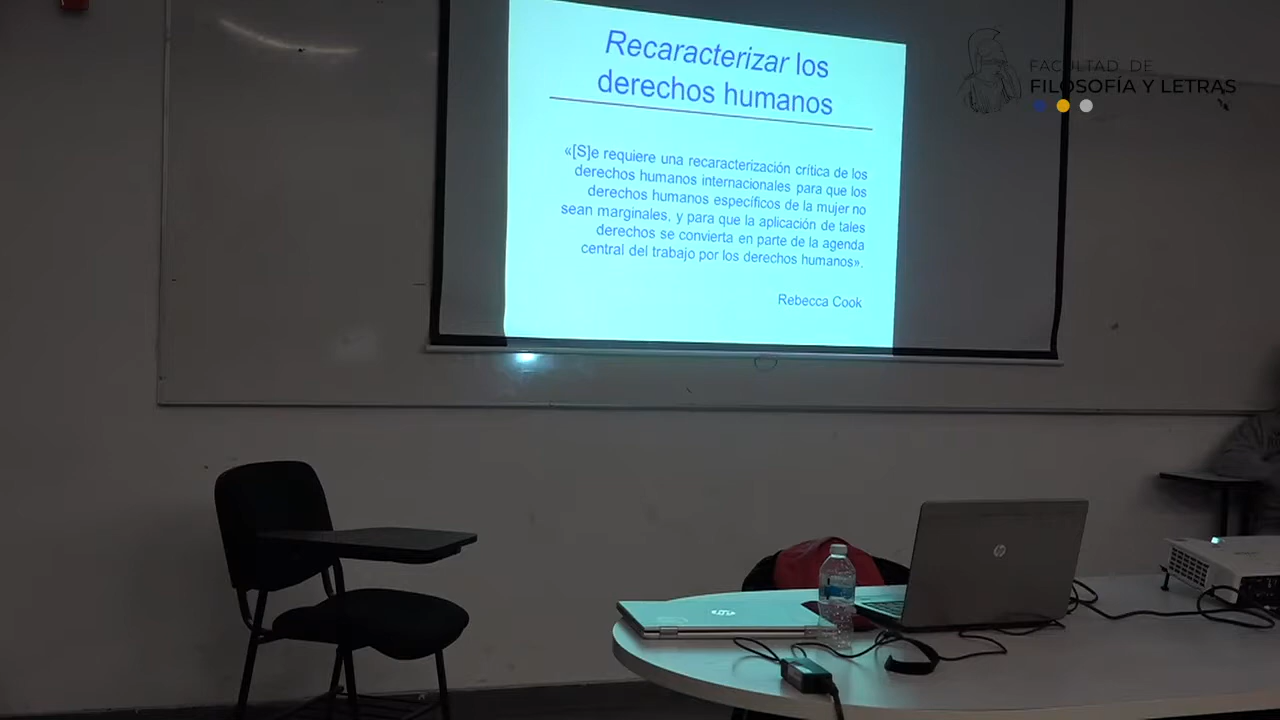 Recaracterizar los
derechos humanos
«[S]e requiere una recaracterización crítica de los
derechos humanos internacionales para que los
derechos humanos específicos de la mujer no
sean marginales, y para que la aplicación de tales
derechos se convierta en parte de la agenda
central del trabajo por los derechos humanos».
Rebecca Cook
FACULTAD DE
FILOSOFÍA Y LETRAS
hp